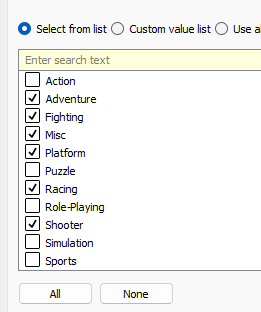 Select from list Custom value list Use al
Enter search text
Action
Adventure
Fighting
Misc
Platform
Puzzle
Racing
Role-Playing
Shooter
Simulation
Sports
All None